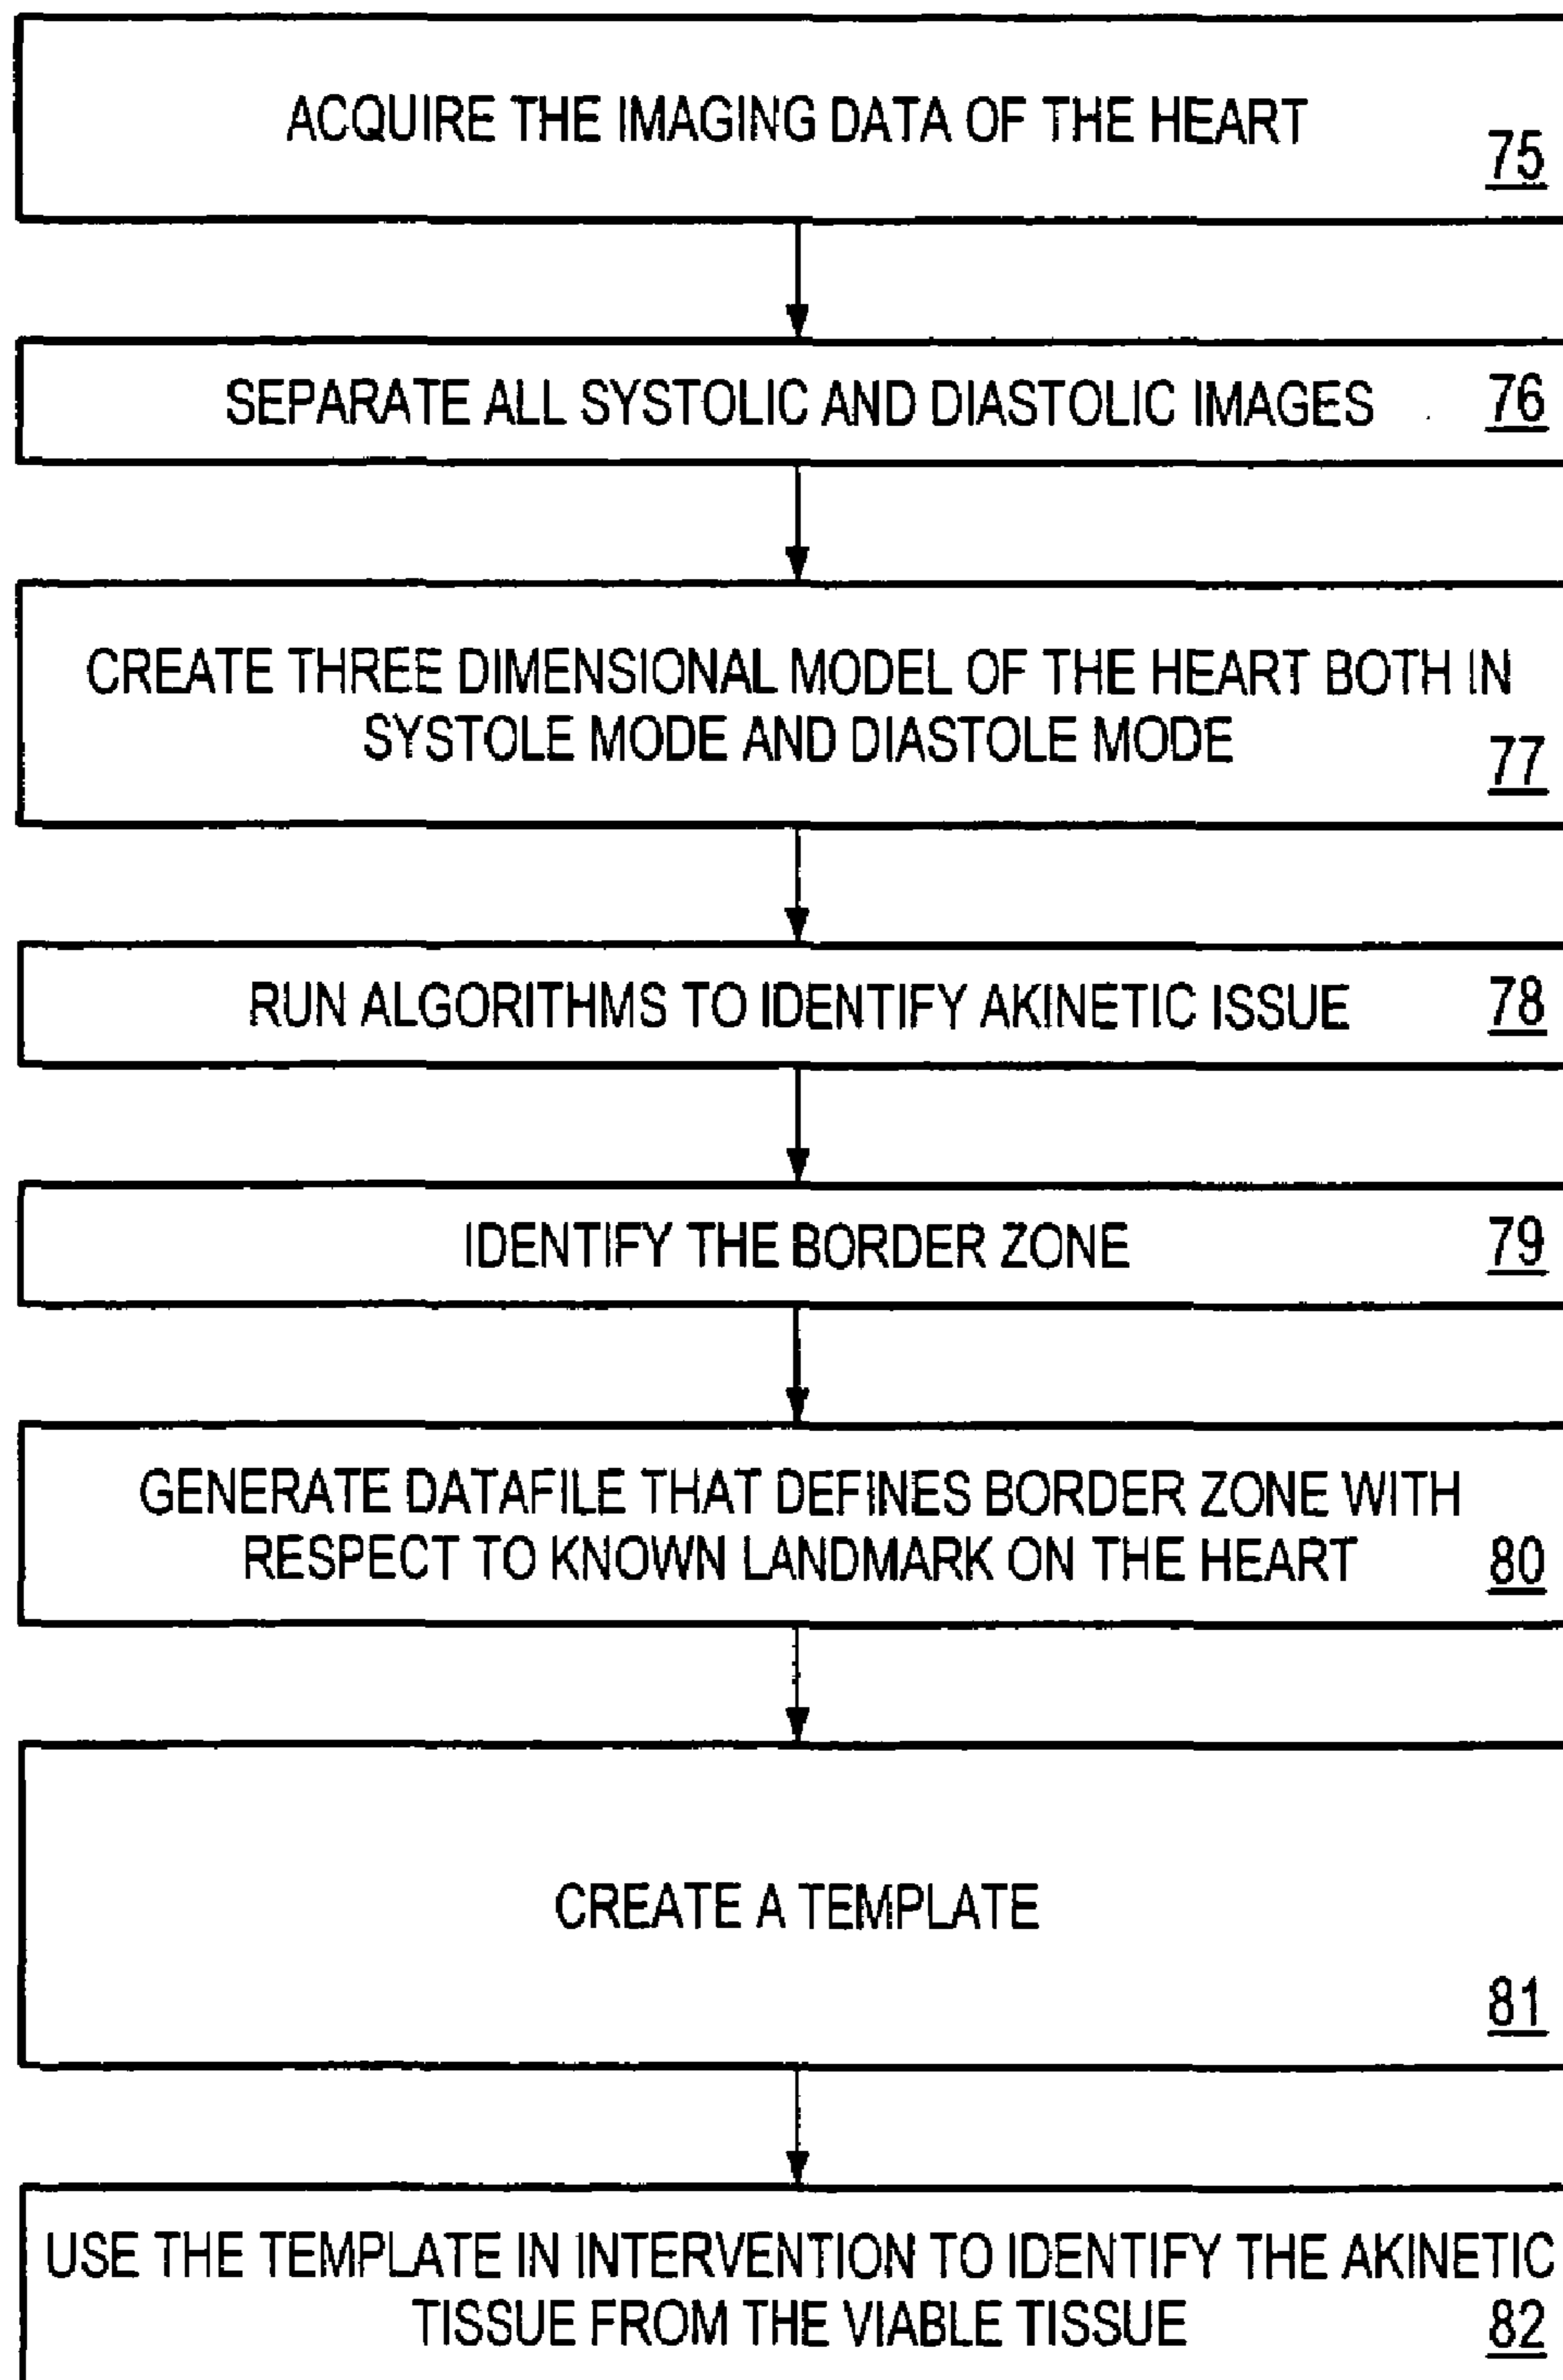 ACQUIRE THE IMAGING DATA OF THE HEART
75
SEPARATE ALL SYSTOLIC AND DIASTOLIC IMAGES
76
CREATE THREE DIMENSIONAL MODEL OF THE HEART BOTH IN
SYSTOLE MODE AND DIASTOLE MODE
77
RUN ALGORITHMS TO IDENTIFY AKINETIC ISSUE
78
IDENTIFY THE BORDER ZONE
79
GENERATE DATAFILE THAT DEFINES BORDER ZONE WITH
RESPECT TO KNOWN LANDMARK ON THE HEART
80
CREATE A TEMPLATE
81
USE THE TEMPLATE IN INTERVENTION TO IDENTIFY THE AKINETIC
TISSUE FROM THE VIABLE TISSUE
82